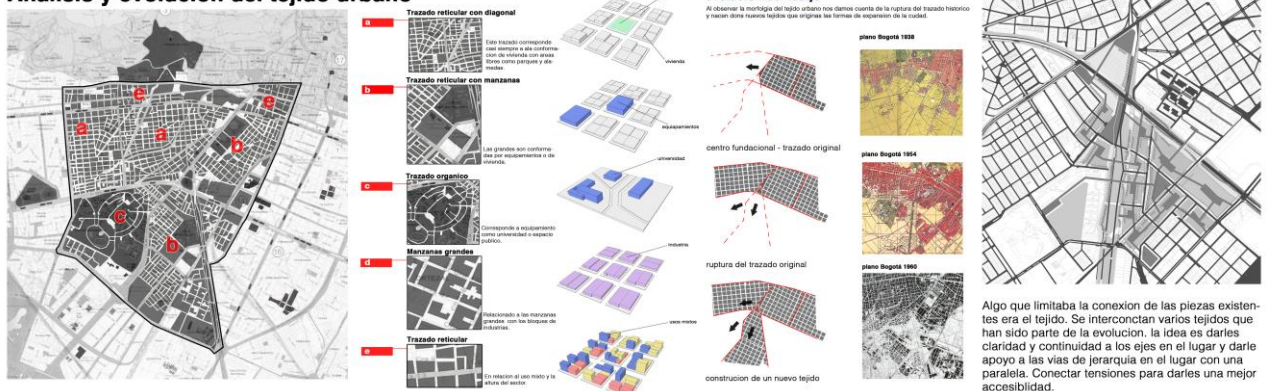 Análisis y evolución del tejido urbano
a
Trazado reticular con diagonal
Este trazado corresponde
casi siempre a ala conforma-
cion de vivienda con areas
libres como parques y ala-
medas.
vivienda
b
Trazado reticular con manzanas
Las grandes son conforma-
das por equipamientos o de
vivienda.
equipamientos
c
Trazado organico
Corresponde a equipamiento
como universidad o espacio
publico.
universidad
d
Manzanas grandes
Relacionado a las manzanas
grandes con los bloques de
industrias.
industria
e
Trazado reticular
En relacion al uso mixto y la
altura del sector.
usos mixtos
e
e
a
a
b
c
b
Al observar la morfolgia del tejido urbano nos damos cuenta de la ruptura del trazado historico
y nacen dons nuevos tejidos que originas las formas de expansion de la cuidad.
centro fundacional - trazado original
ruptura del trazado original
construcion de un nuevo tejido
plano Bogotá 1938
plano Bogotá 1954
plano Bogotá 1960
Algo que limitaba la conexion de las piezas existen-
tes era el tejido. Se interconctan varios tejidos que
han sido parte de la evolucion. la idea es darles
claridad y continuidad a los ejes en el lugar y darle
apoyo a las vias de jerarquia en el lugar con una
paralela. Conectar tensiones para darles una mejor
accesiblidad.